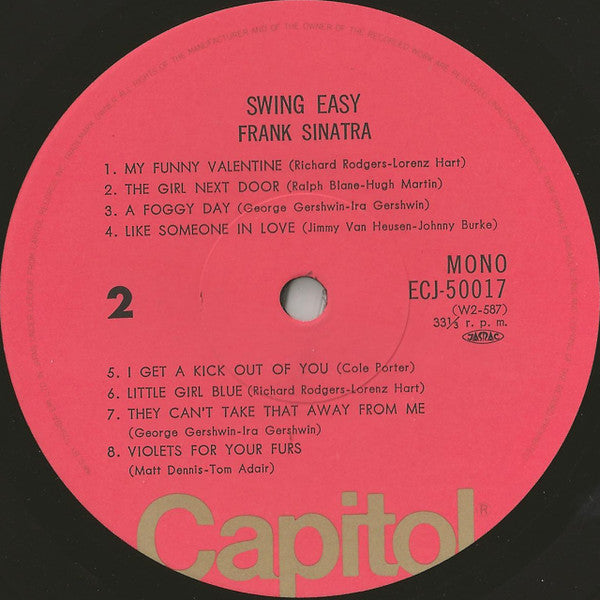 SWING EASY
FRANK SINATRA
1. MY FUNNY VALENTINE (Richard Rodgers-Lorenz Hart)
2. THE GIRL NEXT DOOR (Ralph Blane-Hugh Martin)
3. A FOGGY DAY (George Gershwin-Ira Gershwin)
4. LIKE SOMEONE IN LOVE (Jimmy Van Heusen-Johnny Burke)
MONO
2
ECJ-50017
(W2-587)
33⅓ r. p. m.
JASRAC
5. I GET A KICK OUT OF YOU (Cole Porter)
6. LITTLE GIRL BLUE (Richard Rodgers-Lorenz Hart)
7. THEY CAN'T TAKE THAT AWAY FROM ME
(George Gershwin-Ira Gershwin)
8. VIOLETS FOR YOUR FURS
(Matt Dennis-Tom Adair)
Capitol®